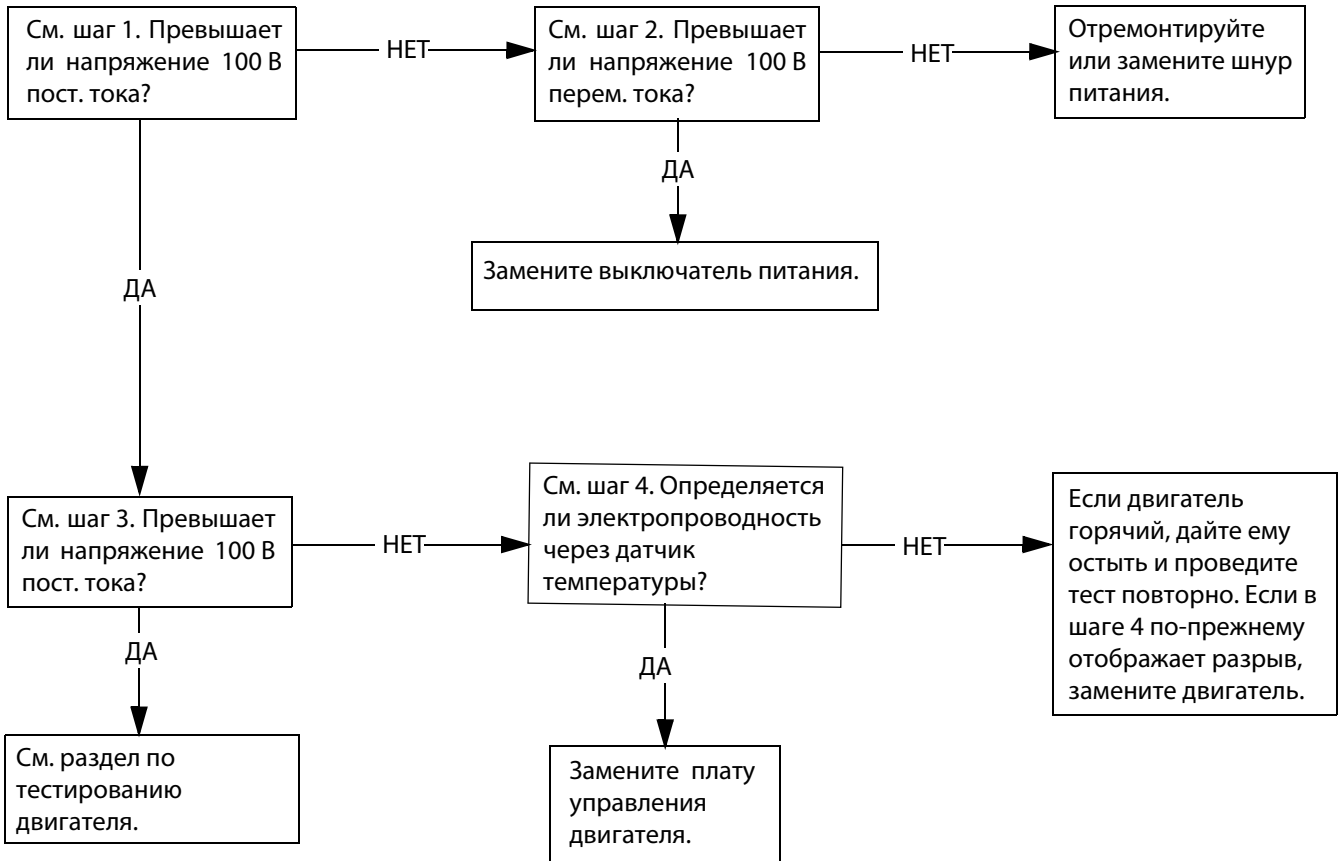 См. шаг 1. Превышает
ли напряжение 100 В
пост. тока?
НЕТ
См. шаг 2. Превышает
ли напряжение 100 В
перем. тока?
НЕТ
Отремонтируйте
или замените шнур
питания.
ДА
Замените выключатель питания.
ДА
См. шаг 3. Превышает
ли напряжение 100 В
пост. тока?
НЕТ
См. шаг 4. Определяется
ли электропроводность
через датчик
температуры?
НЕТ
Если двигатель
горячий, дайте ему
остыть и проведите
тест повторно. Если в
шаге 4 по-прежнему
отображает разрыв,
замените двигатель.
ДА
См. раздел по
тестированию
двигателя.
ДА
Замените плату
управления
двигателя.